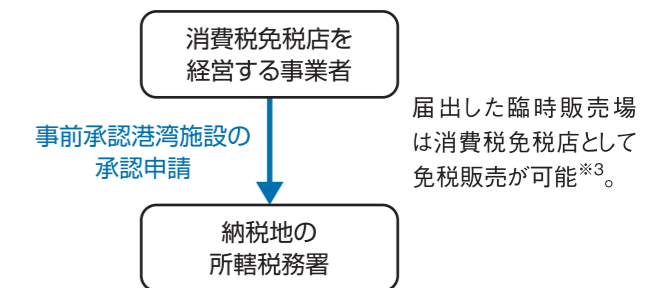 消費税免税店を
経営する事業者
事前承認港湾施設の
承認申請
届出した臨時販売場
は消費税免税店として
免税販売が可能※3。
納税地の
所轄税務署